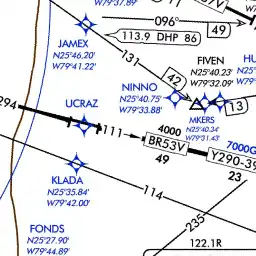 W79°37.89'
096°
49
113.9 DHP 86
131
JAMEX
N25°46.20'
W79°41.22'
42
FIVEN
N25°40.23'
W79°32.09'
HU
NINNO
N25°40.75'
W79°33.88'
13
294
UCRAZ
111
MKERS
N25°40.34'
W79°31.43'
4000
BR53V
49
7000G
Y290-39
23
KLADA
N25°35.84'
W79°42.00'
114
235
FONDS
N25°27.90'
W79°44.89'
122.1R